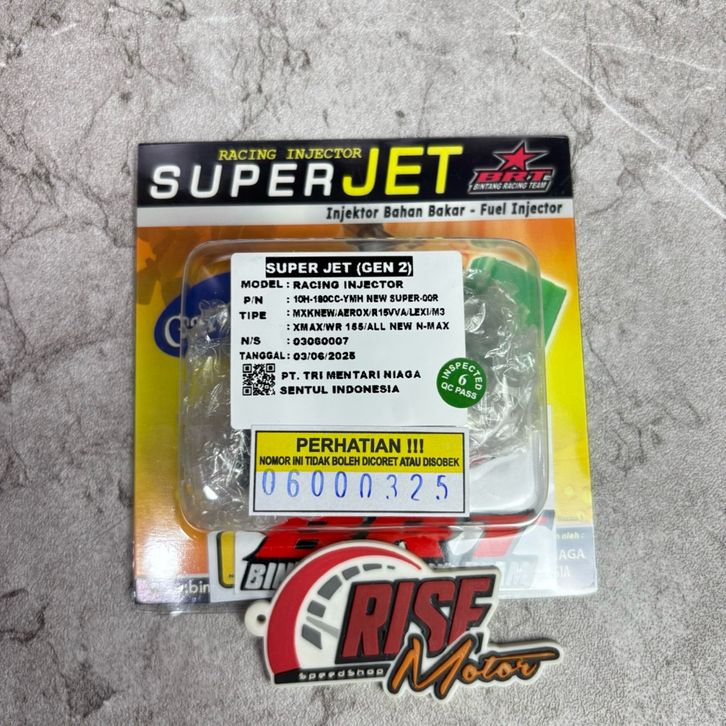 RACING INJECTOR
SUPERJET
BRT
BINTANG RACING TEAM
Injektor Bahan Bakar - Fuel Injector
SUPER JET (GEN 2)
MODEL : RACING INJECTOR
P/N : 10H-180CC-YMH NEW SUPER-00R
TIPE : MXKNEW/AEROX/R15VVA/LEXI/M3
: XMAX/WR 155/ALL NEW N-MAX
N/S : 03060007
TANGGAL : 03/06/2025
PT. TRI MENTARI NIAGA
SENTUL INDONESIA
INSPECTED
6
QC PASS
PERHATIAN !!!
NOMOR INI TIDAK BOLEH DICORET ATAU DISOBEK
06000325
RISE
Motor
speedshop